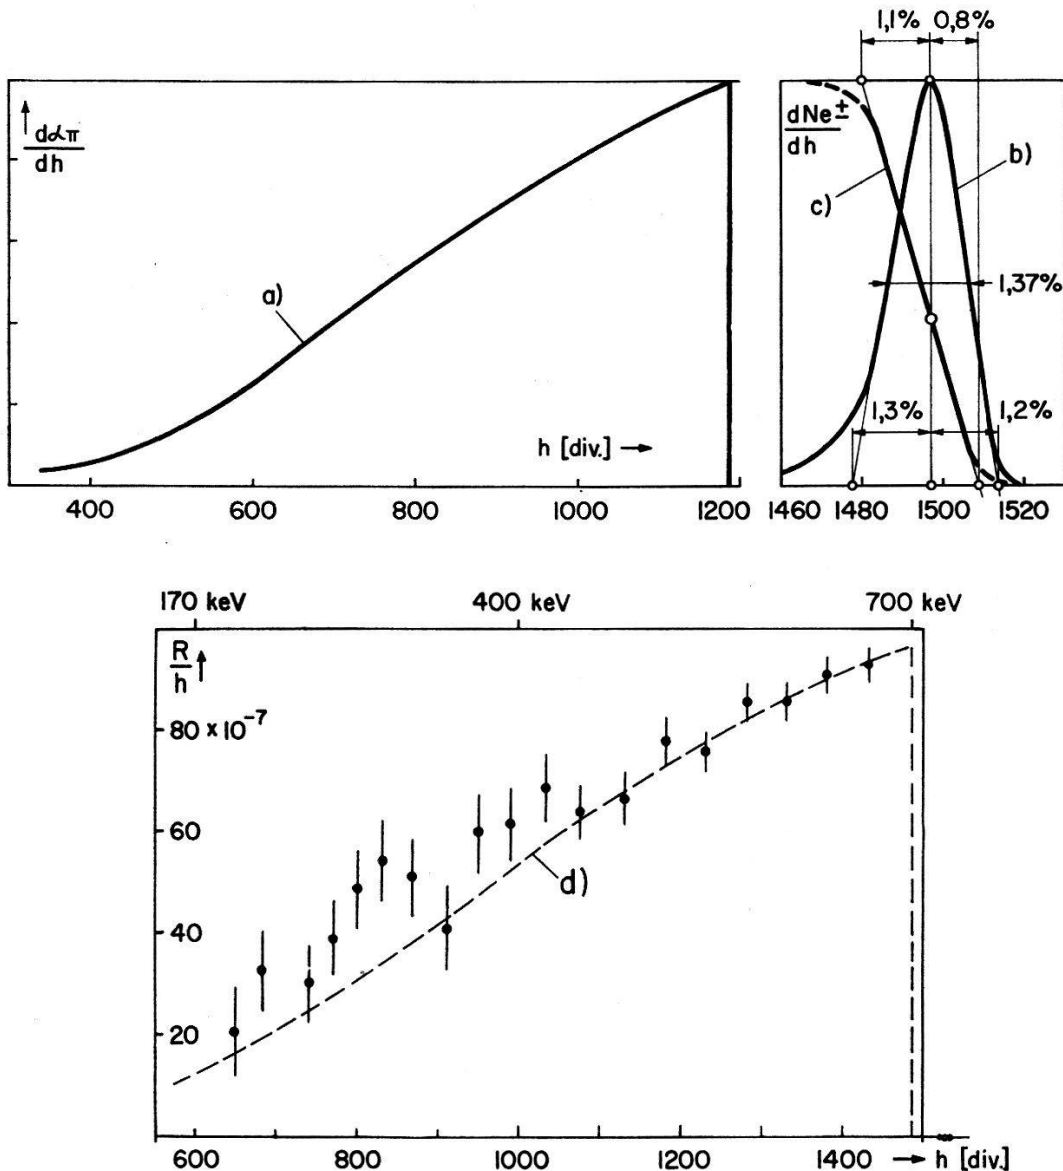 1,1% 0,8%
dαπ
dh
a)
h [div.] →
400 600 800 1000 1200
dNe±
dh
b)
c)
1,37%
1,3% 1,2%
1460 1480 1500 1520
170 keV 400 keV 700 keV
R
h
80 × 10⁻⁷
60
40
20
d)
600 800 1000 1200 1400 → h [div.]